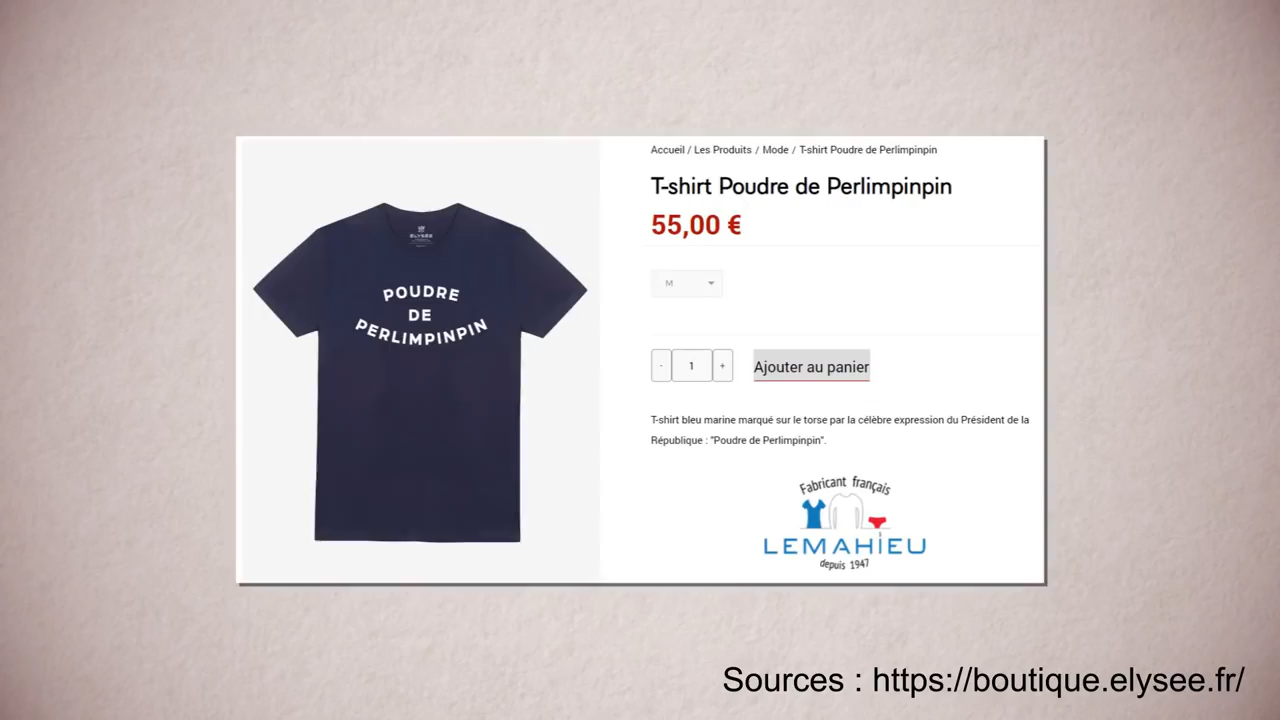 Accueil / Les Produits / Mode / T-shirt Poudre de Perlimpinpin
T-shirt Poudre de Perlimpinpin
55,00 €
M
- 1 + Ajouter au panier
T-shirt bleu marine marqué sur le torse par la célèbre expression du Président de la
République : "Poudre de Perlimpinpin".
Fabricant français
LEMAHIEU
depuis 1947
ELYSEE
POUDRE
DE
PERLIMPINPIN
Sources : https://boutique.elysee.fr/